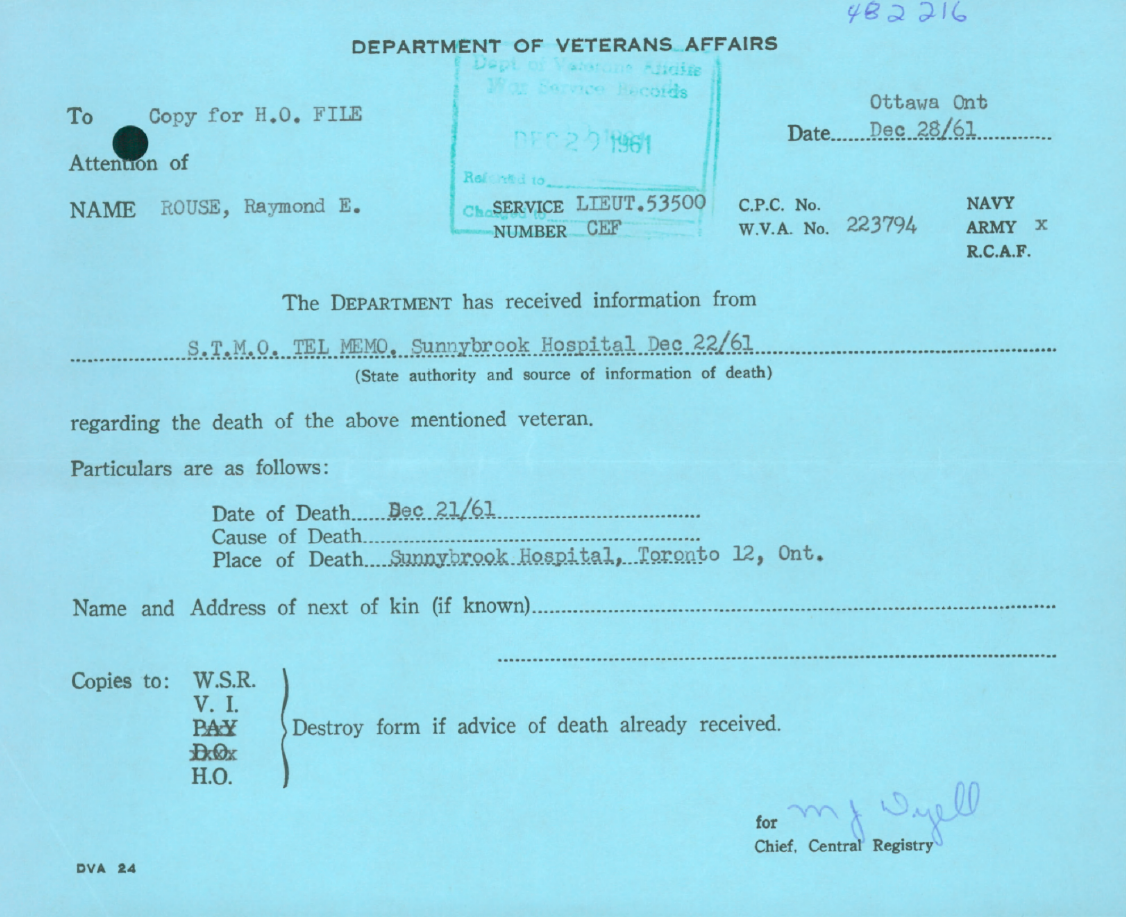 482216
DEPARTMENT OF VETERANS AFFAIRS
Dept. of Veterans Affairs
War Service Records
To Copy for H.O. FILE
Ottawa Ont
Date Dec 28/61
DEC 29 1961
Attention of
Referred to
NAME ROUSE, Raymond E.
SERVICE LIEUT.53500
C.P.C. No.
NAVY
Charged to
NUMBER CEF
W.V.A. No. 223794
ARMY x
R.C.A.F.
The DEPARTMENT has received information from
S.T.M.O. TEL MEMO. Sunnybrook Hospital Dec 22/61
(State authority and source of information of death)
regarding the death of the above mentioned veteran.
Particulars are as follows:
Date of Death Dec 21/61
Cause of Death
Place of Death Sunnybrook Hospital, Toronto 12, Ont.
Name and Address of next of kin (if known)
Copies to: W.S.R.
V. I.
PAY
Destroy form if advice of death already received.
D.O.
H.O.
for M J Dyell
Chief, Central Registry
DVA 24